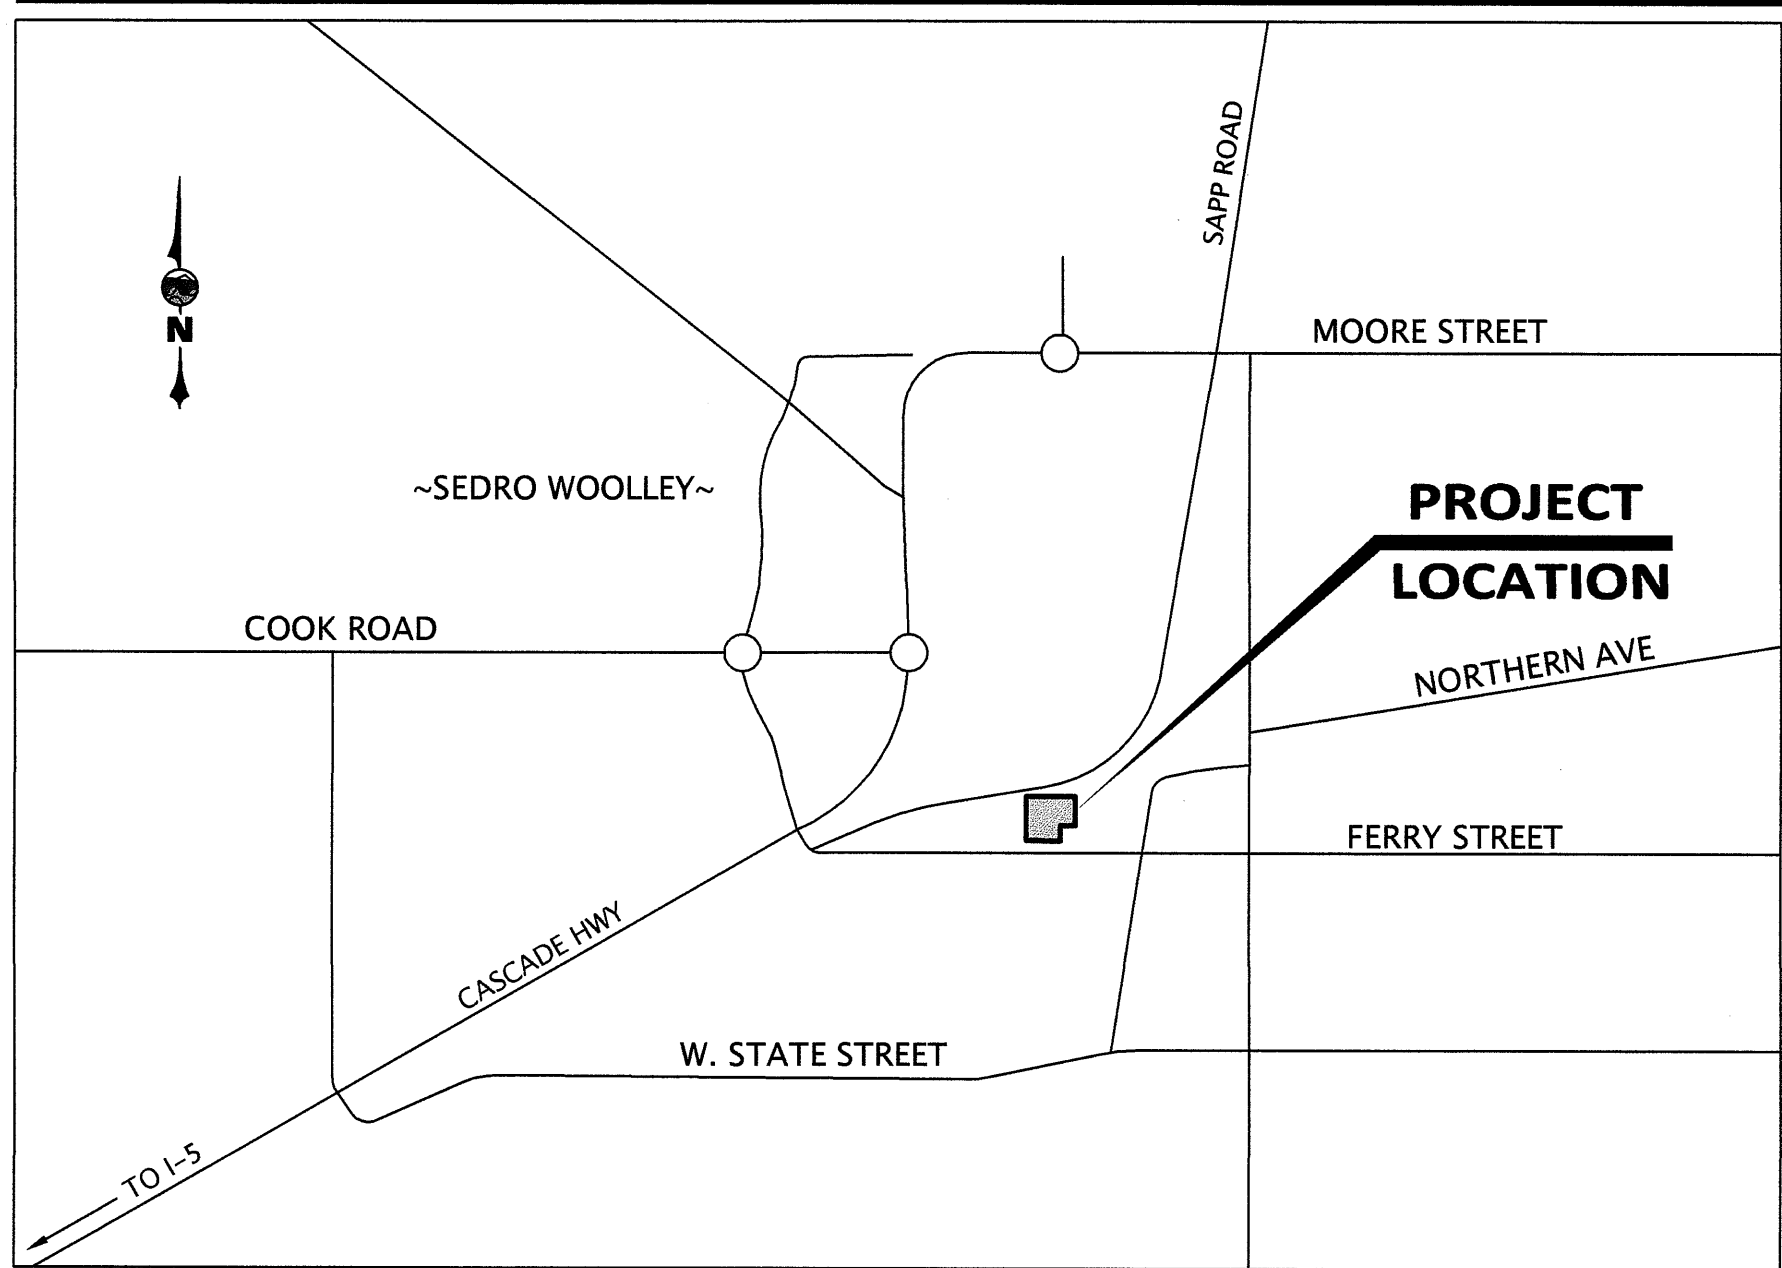 SAPP ROAD
N
MOORE STREET
~SEDRO WOOLLEY~
PROJECT
LOCATION
COOK ROAD
NORTHERN AVE
FERRY STREET
CASCADE HWY
W. STATE STREET
TO I-5